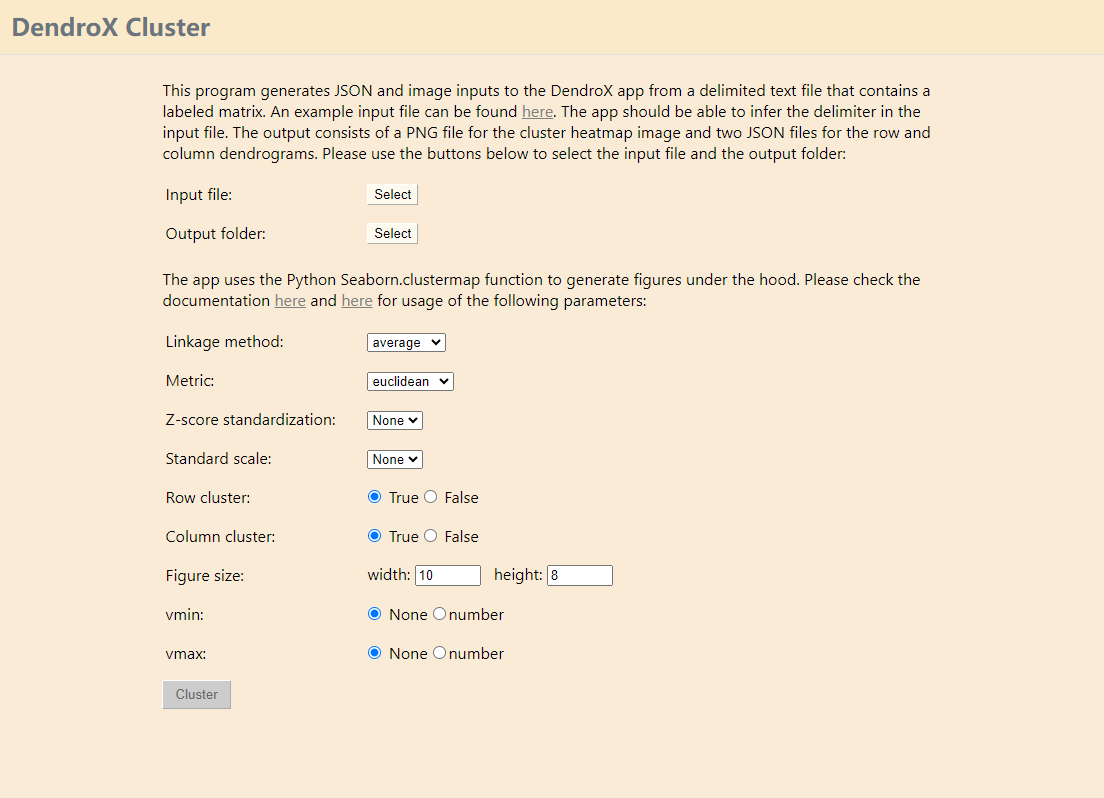 DendroX Cluster
This program generates JSON and image inputs to the DendroX app from a delimited text file that contains a
labeled matrix. An example input file can be found here. The app should be able to infer the delimiter in the
input file. The output consists of a PNG file for the cluster heatmap image and two JSON files for the row and
column dendrograms. Please use the buttons below to select the input file and the output folder:
Input file: Select
Output folder: Select
The app uses the Python Seaborn.clustermap function to generate figures under the hood. Please check the
documentation here and here for usage of the following parameters:
Linkage method: average
Metric: euclidean
Z-score standardization: None
Standard scale: None
Row cluster: True False
Column cluster: True False
Figure size: width: 10 height: 8
vmin: None number
vmax: None number
Cluster